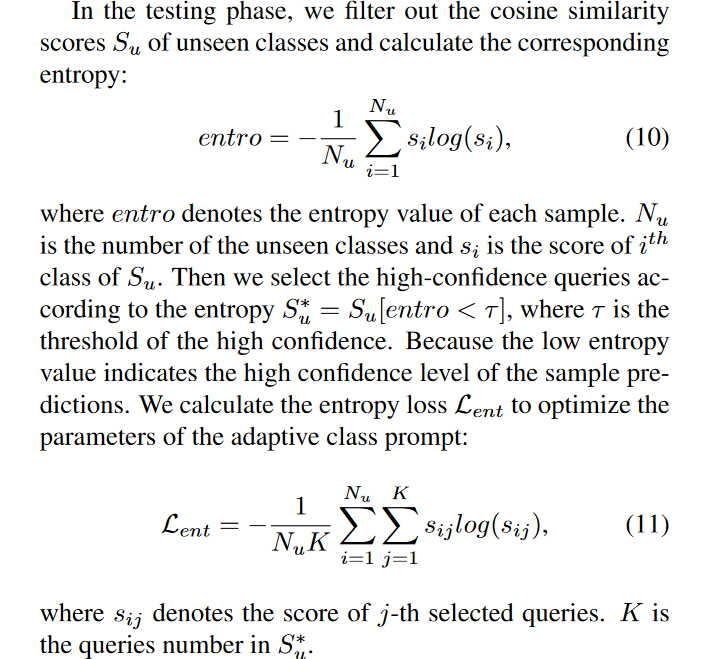 In the testing phase, we filter out the cosine similarity
scores S_u of unseen classes and calculate the corresponding
entropy:
entro = -\frac{1}{N_u} \sum_{i=1}^{N_u} s_i log(s_i), (10)
where entro denotes the entropy value of each sample. N_u
is the number of the unseen classes and s_i is the score of i^{th}
class of S_u. Then we select the high-confidence queries ac-
cording to the entropy S_u^* = S_u[entro < τ], where τ is the
threshold of the high confidence. Because the low entropy
value indicates the high confidence level of the sample pre-
dictions. We calculate the entropy loss \mathcal{L}_{ent} to optimize the
parameters of the adaptive class prompt:
\mathcal{L}_{ent} = -\frac{1}{N_u K} \sum_{i=1}^{N_u} \sum_{j=1}^{K} s_{ij} log(s_{ij}), (11)
where s_{ij} denotes the score of j-th selected queries. K is
the queries number in S_u^*.